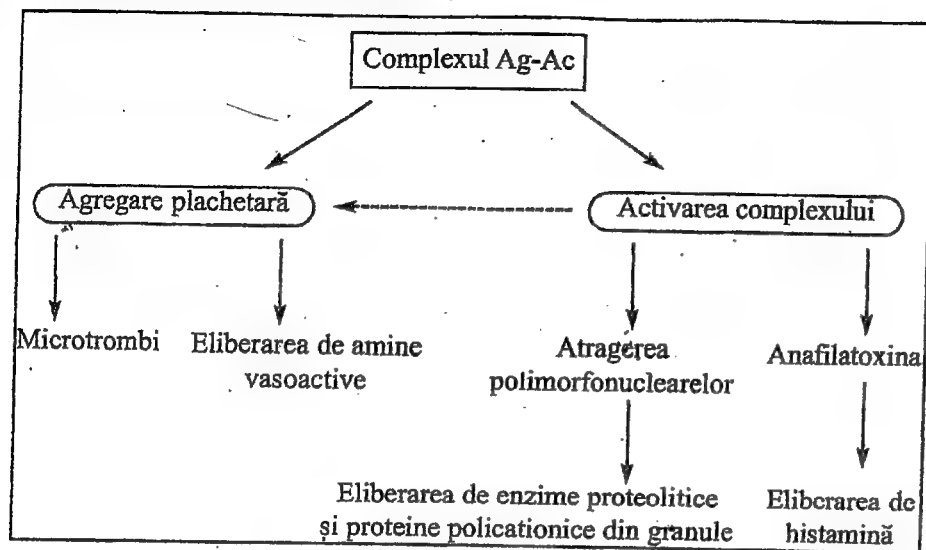 Complexul Ag-Ac
Agregare plachetară
Activarea complexului
Microtrombi
Eliberarea de amine
vasoactive
Atragerea
polimorfonuclearelor
Anafilatoxina
Eliberarea de enzime proteolitice
și proteine policationice din granule
Eliberarea de
histamină